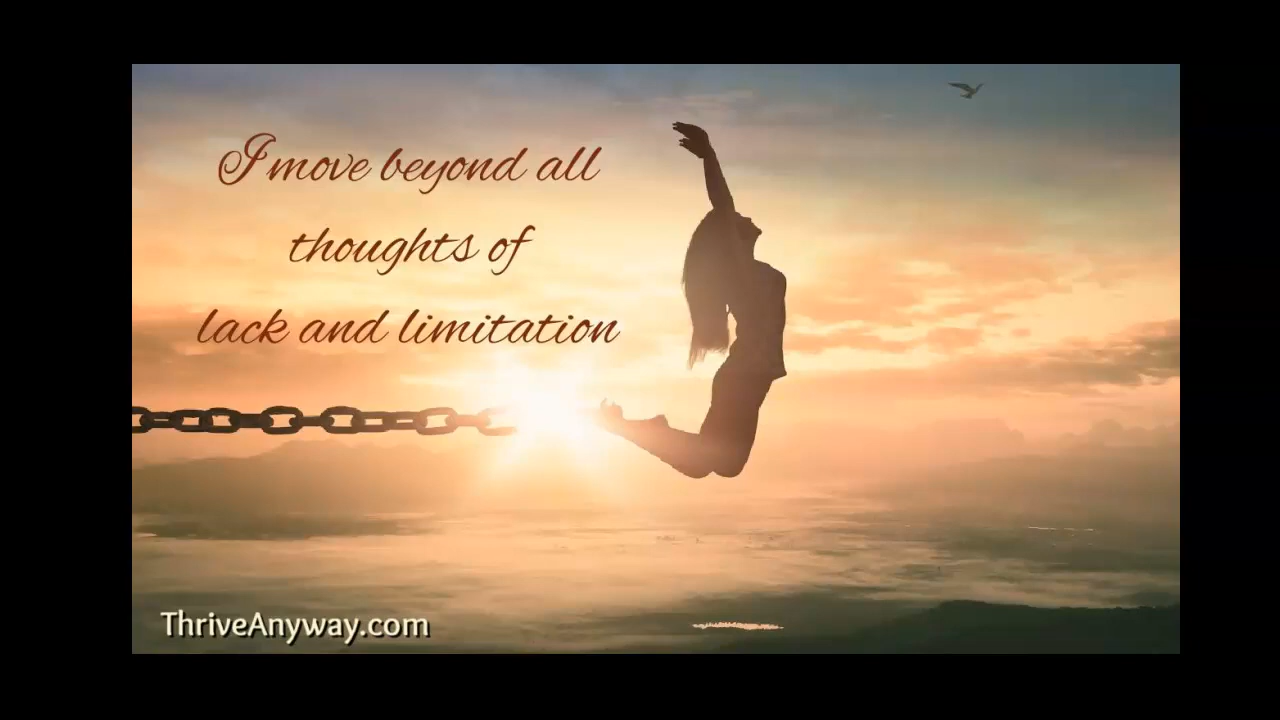 I move beyond all
thoughts of
lack and limitation
ThriveAnyway.com